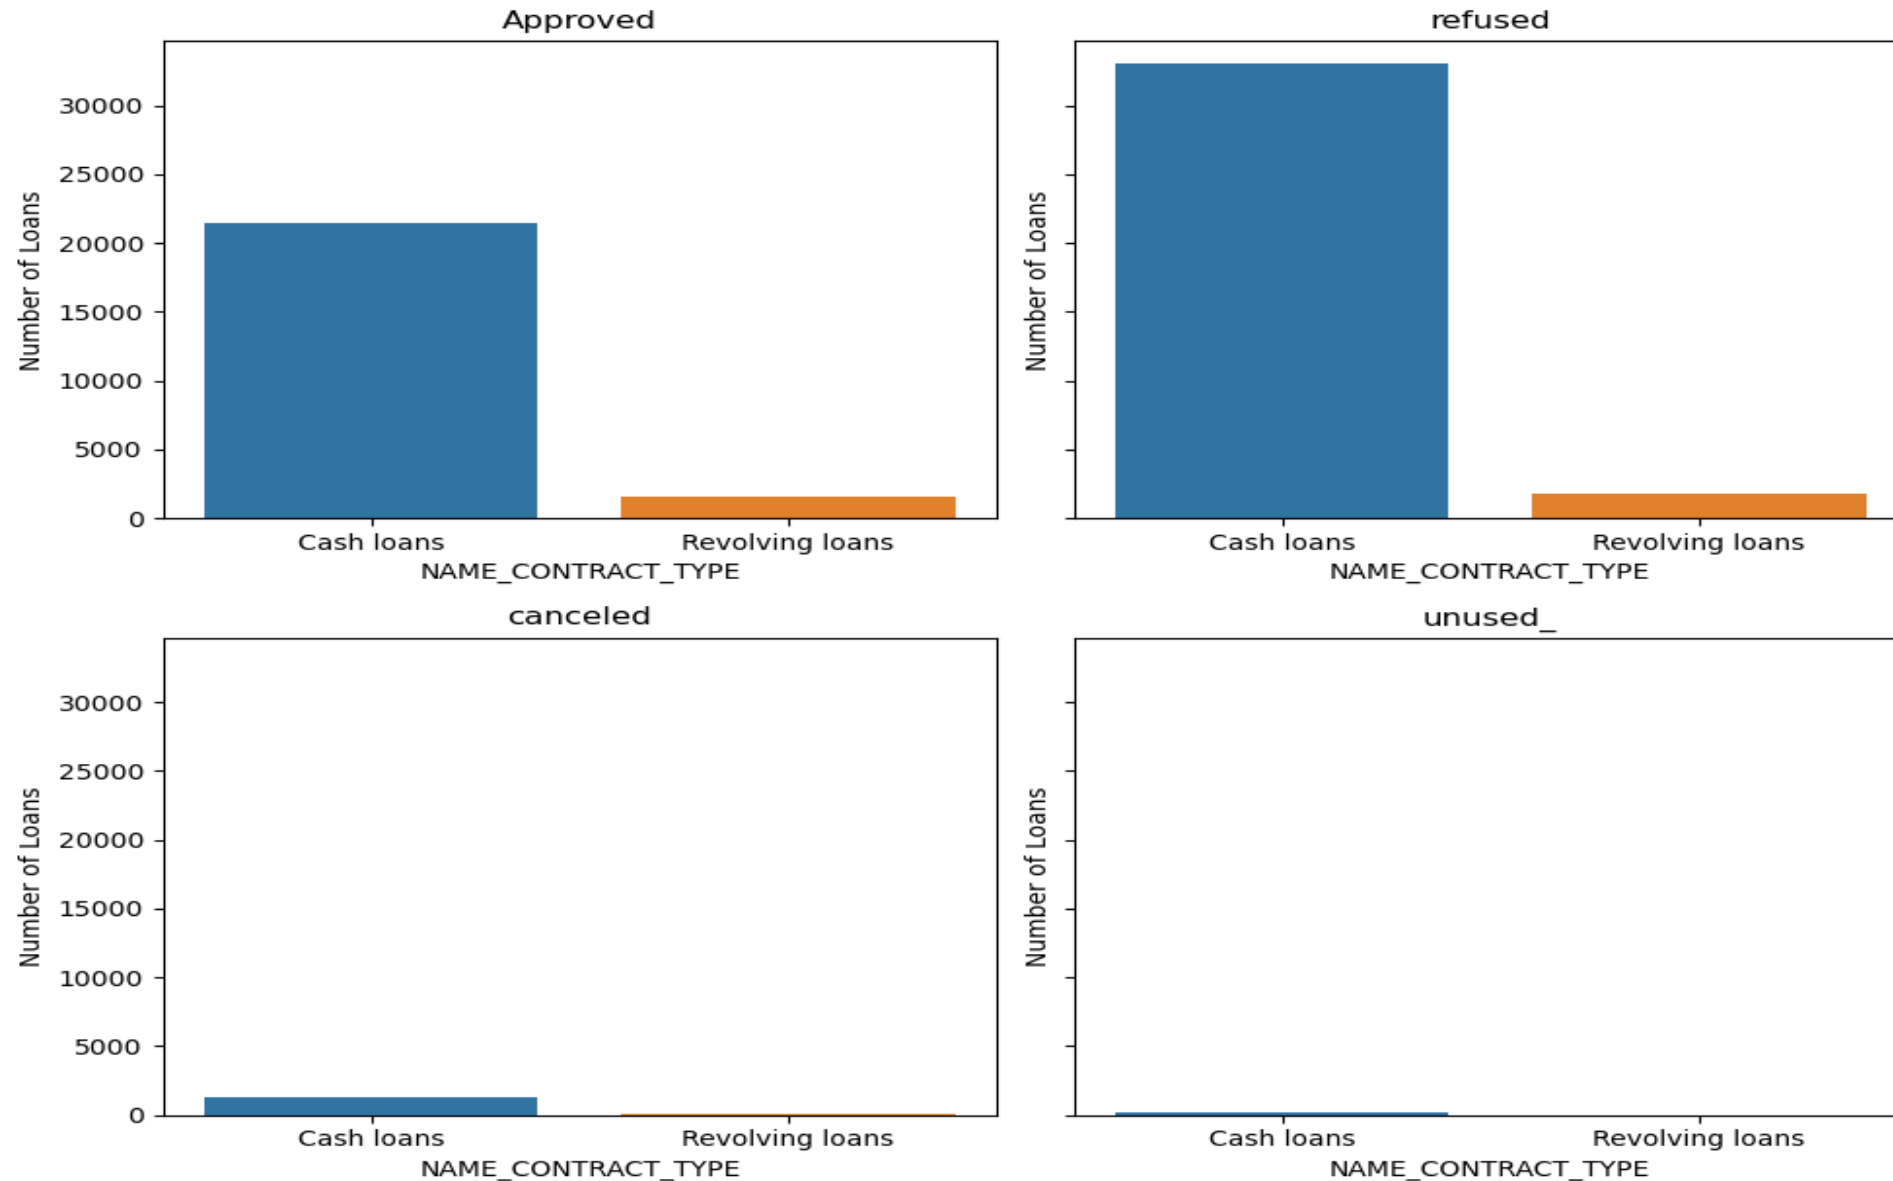 Approved
30000
25000
20000
15000
10000
5000
0
Number of Loans
Cash loans
Revolving loans
NAME_CONTRACT_TYPE
refused
Number of Loans
Cash loans
Revolving loans
NAME_CONTRACT_TYPE
canceled
30000
25000
20000
15000
10000
5000
0
Number of Loans
Cash loans
Revolving loans
NAME_CONTRACT_TYPE
unused_
Number of Loans
Cash loans
Revolving loans
NAME_CONTRACT_TYPE